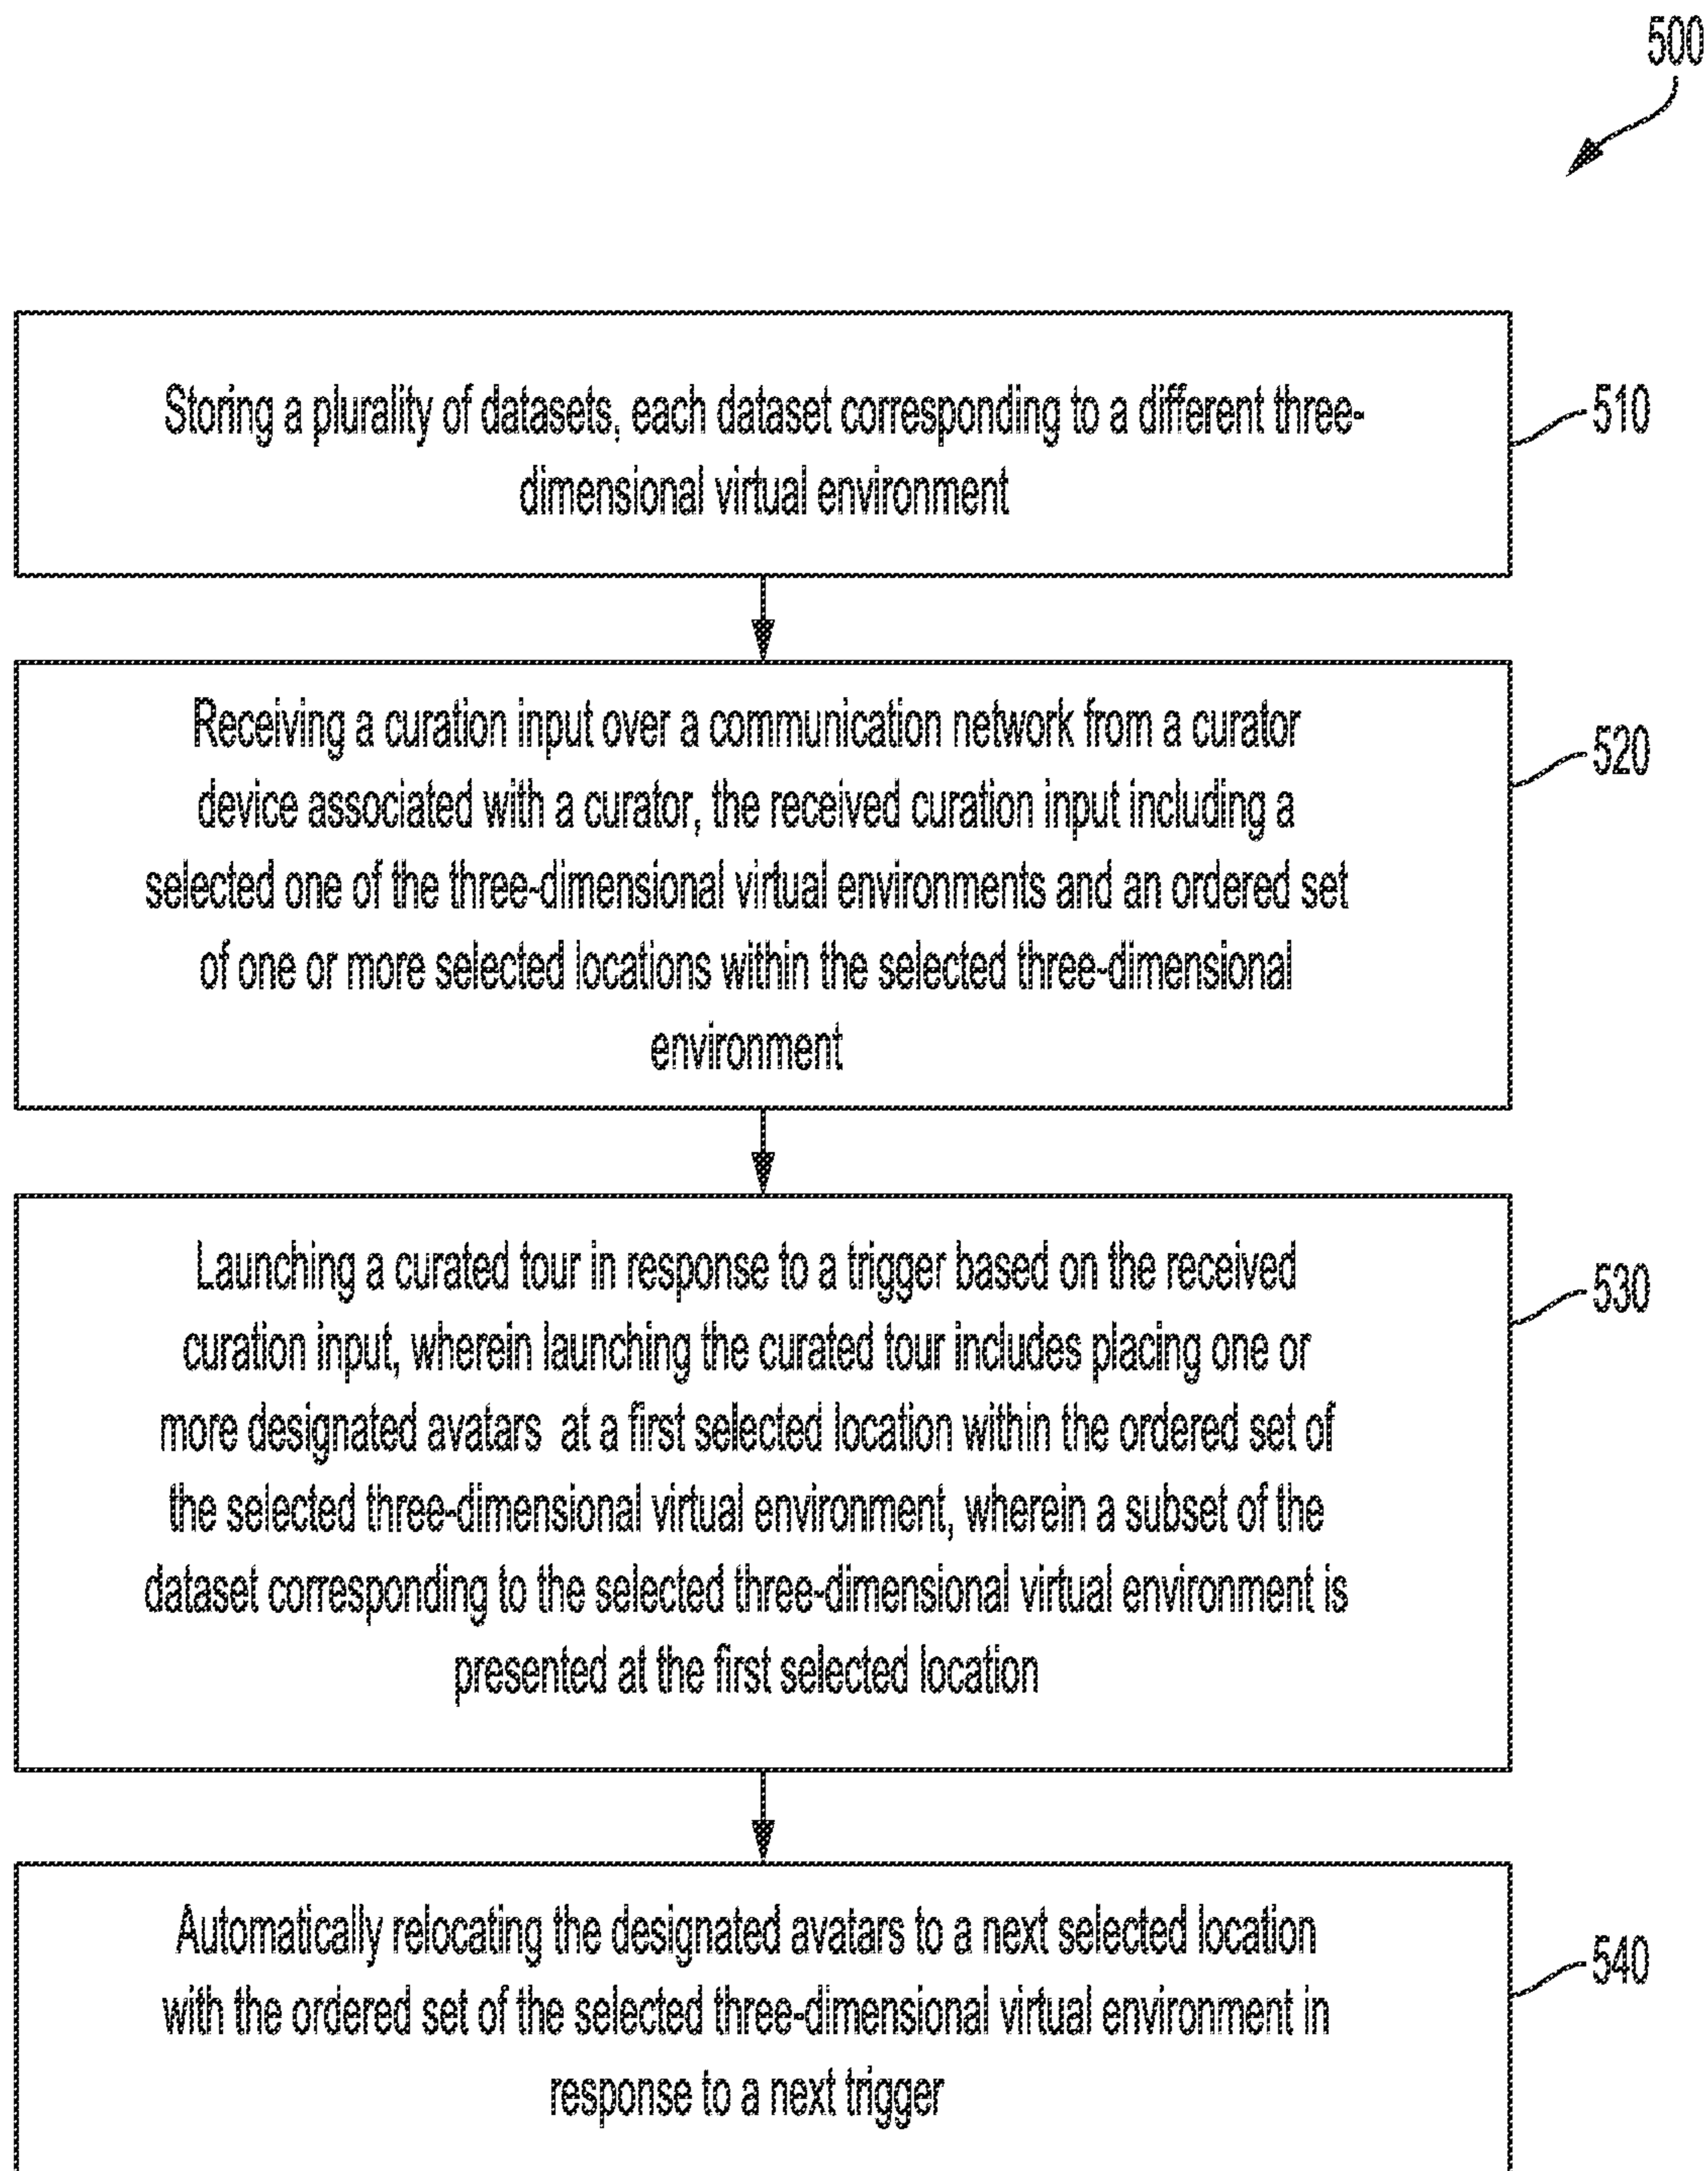 500
Storing a plurality of datasets, each dataset corresponding to a different three-
dimensional virtual environment
510
Receiving a curation input over a communication network from a curator
device associated with a curator, the received curation input including a
selected one of the three-dimensional virtual environments and an ordered set
of one or more selected locations within the selected three-dimensional
environment
520
Launching a curated tour in response to a trigger based on the received
curation input, wherein launching the curated tour includes placing one or
more designated avatars at a first selected location within the ordered set of
the selected three-dimensional virtual environment, wherein a subset of the
dataset corresponding to the selected three-dimensional virtual environment is
presented at the first selected location
530
Automatically relocating the designated avatars to a next selected location
with the ordered set of the selected three-dimensional virtual environment in
response to a next trigger
540